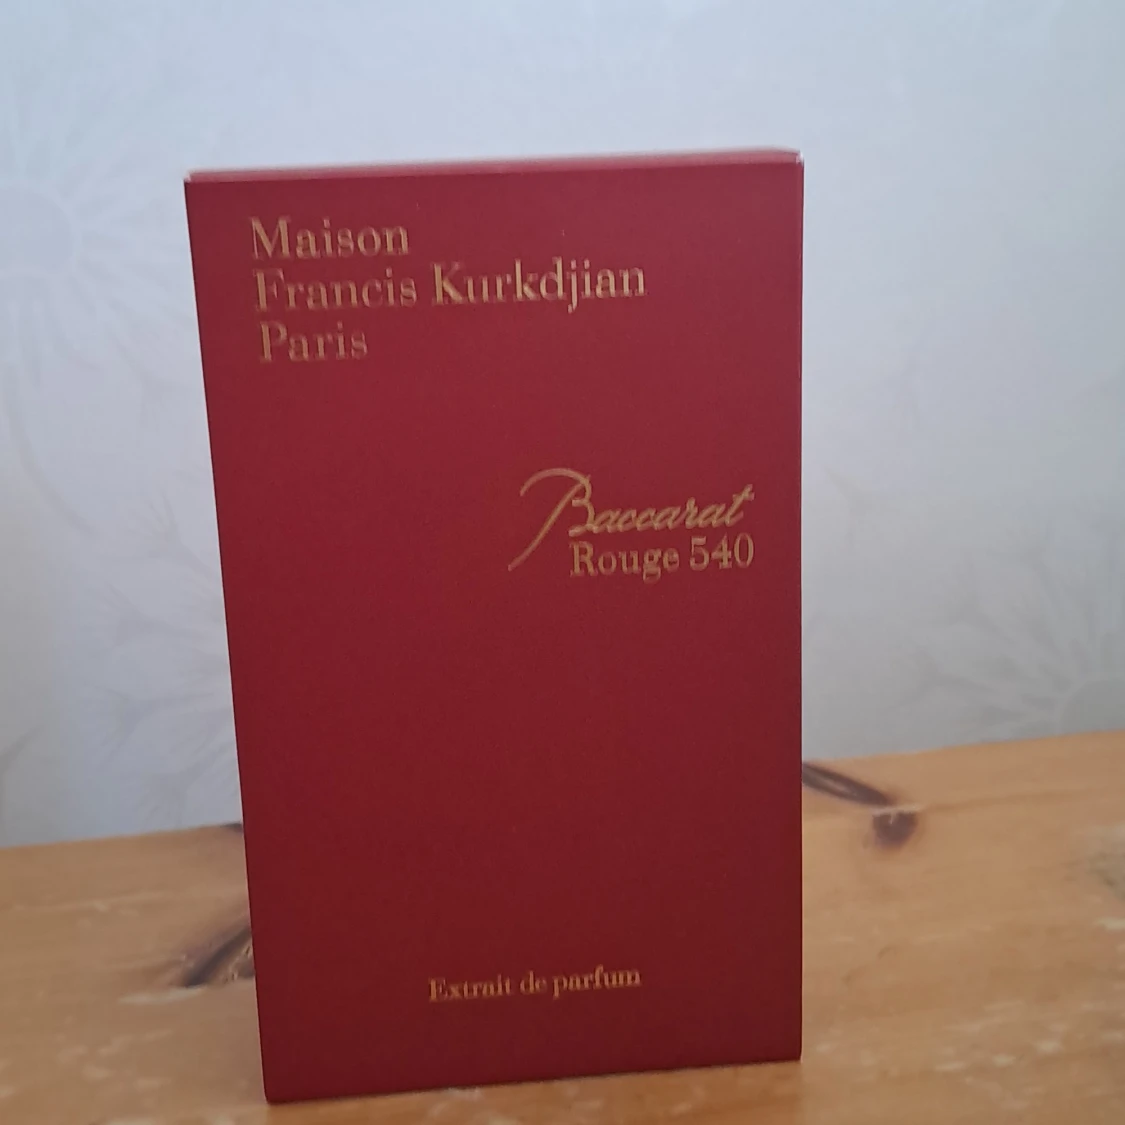 Maison
Francis Kurkdjian
Paris
Baccarat
Rouge 540
Extrait de parfum